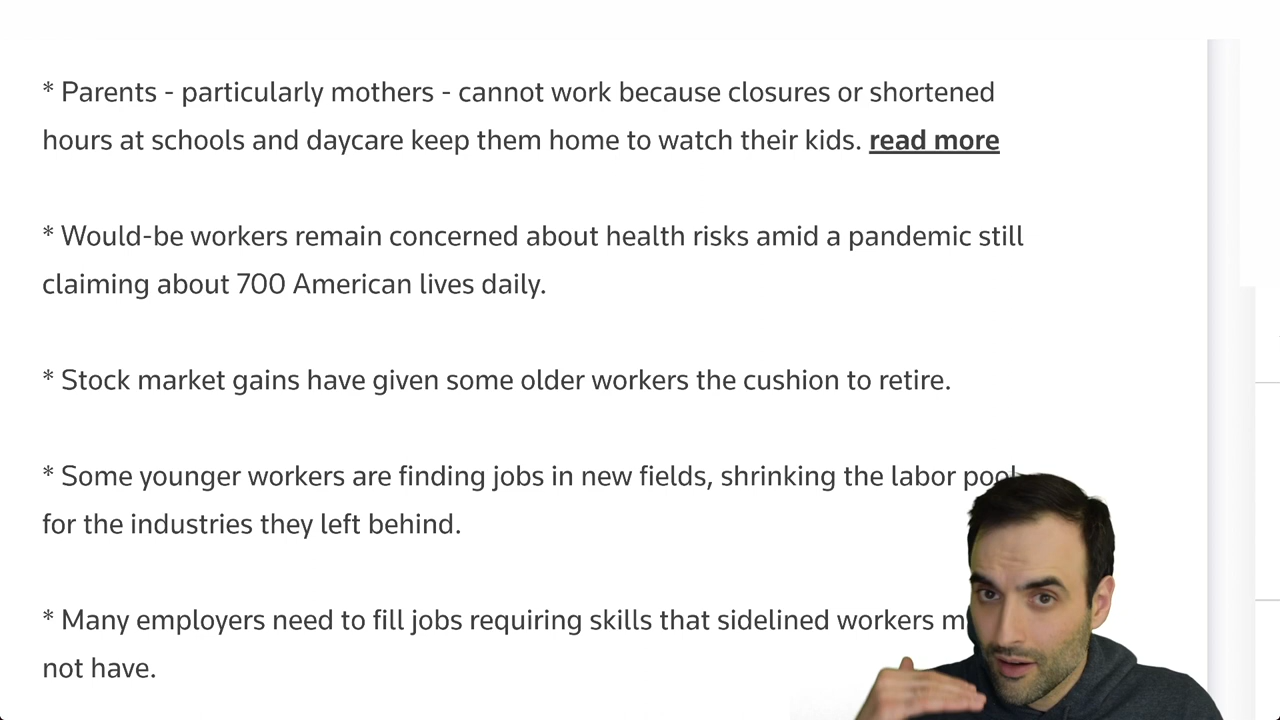 * Parents - particularly mothers - cannot work because closures or shortened
hours at schools and daycare keep them home to watch their kids. read more
* Would-be workers remain concerned about health risks amid a pandemic still
claiming about 700 American lives daily.
* Stock market gains have given some older workers the cushion to retire.
* Some younger workers are finding jobs in new fields, shrinking the labor pool
for the industries they left behind.
* Many employers need to fill jobs requiring skills that sidelined workers
not have.